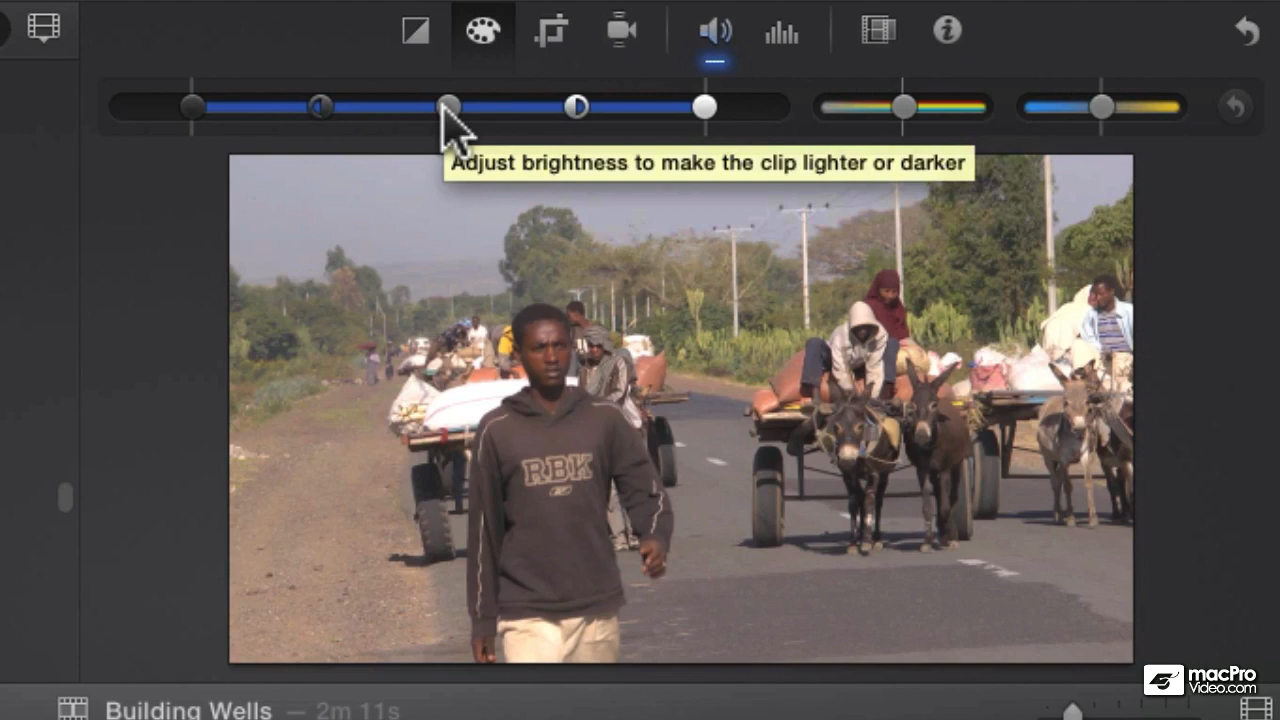 Adjust brightness to make the clip lighter or darker
RBK
macPro
Video.com
Building Wells — 2m 11s